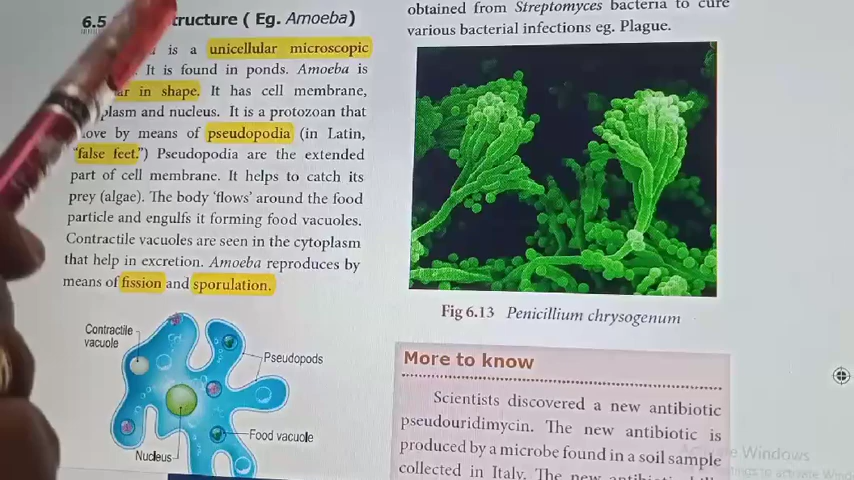 6.5 tructure ( Eg. Amoeba)
is a unicellular microscopic
It is found in ponds. Amoeba is
ar in shape. It has cell membrane,
plasm and nucleus. It is a protozoan that
ove by means of pseudopodia (in Latin,
"false feet.") Pseudopodia are the extended
part of cell membrane. It helps to catch its
prey (algae). The body 'flows' around the food
particle and engulfs it forming food vacuoles.
Contractile vacuoles are seen in the cytoplasm
that help in excretion. Amoeba reproduces by
means of fission and sporulation.
Contractile
vacuole
Pseudopods
Food vacuole
Nucleus
obtained from Streptomyces bacteria to cure
various bacterial infections eg. Plague.
Fig 6.13 Penicillium chrysogenum
More to know
Scientists discovered a new antibiotic
pseudouridimycin. The new antibiotic is
produced by a microbe found in a soil sample
collected in Italy. The new
Windows